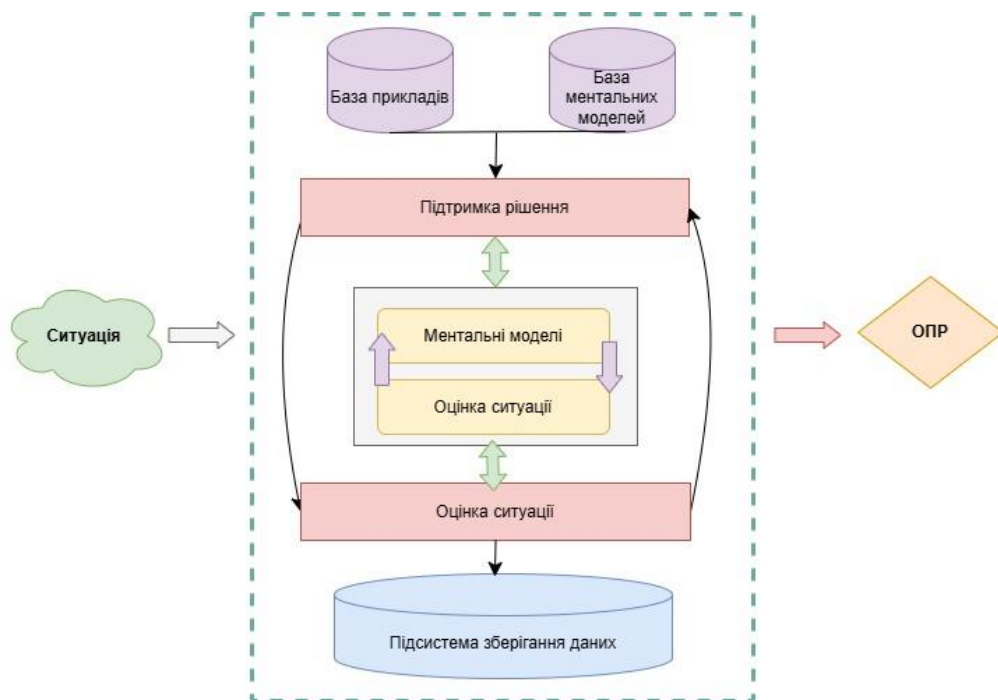 База прикладів
База
ментальних
моделей
Підтримка рішення
Ситуація
Ментальні моделі
ОПР
Оцінка ситуації
Оцінка ситуації
Підсистема зберігання даних